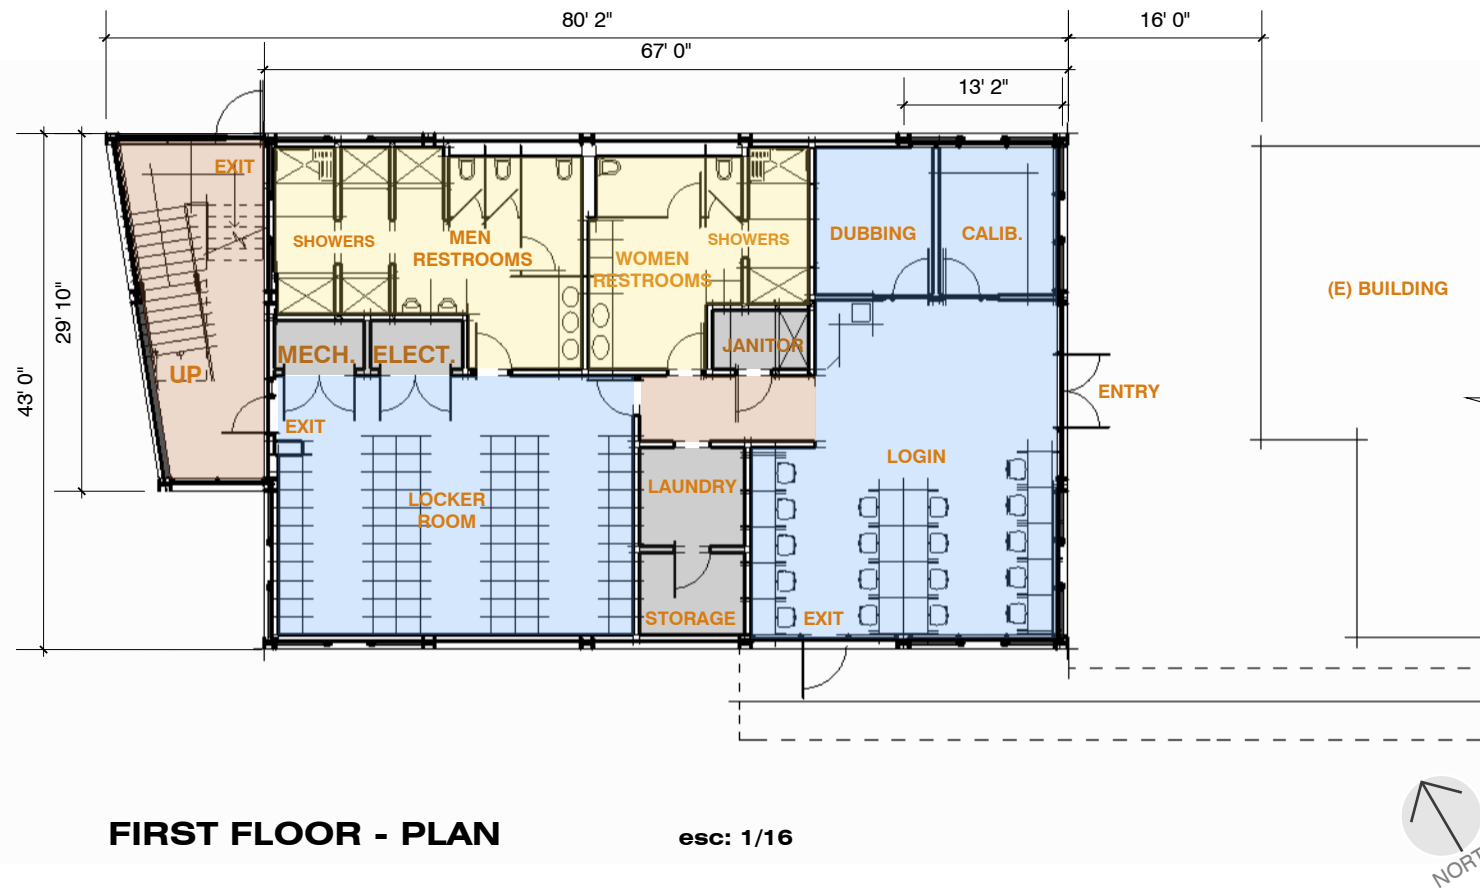 80' 2"
16' 0"
67' 0"
13' 2"
EXIT
SHOWERS
MEN
RESTROOMS
WOMEN
RESTROOMS
SHOWERS
DUBBING
CALIB.
(E) BUILDING
29' 10"
43' 0"
MECH.
ELECT.
JANITOR
UP
ENTRY
EXIT
LOGIN
LOCKER
ROOM
LAUNDRY
STORAGE
EXIT
FIRST FLOOR - PLAN
esc: 1/16
NORT